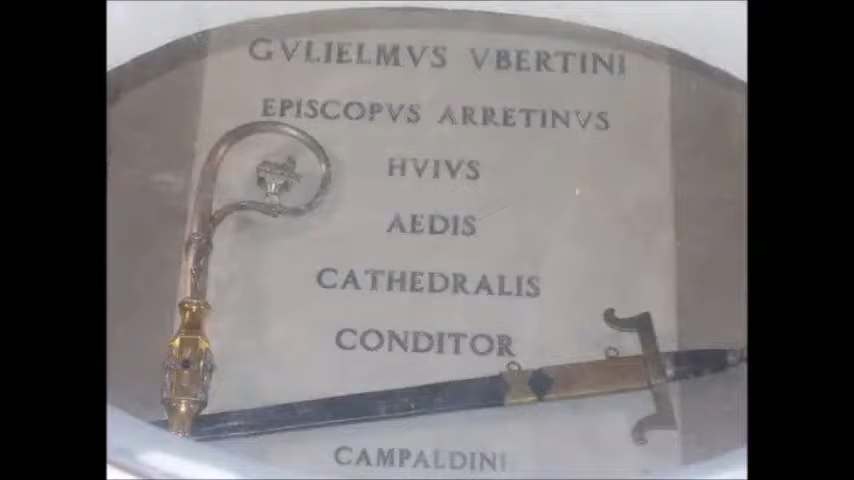 GVLIELMVS VBERTINI
EPISCOPVS ARRETINVS
HVIVS
AEDIS
CATHEDRALIS
CONDITOR
CAMPALDINI